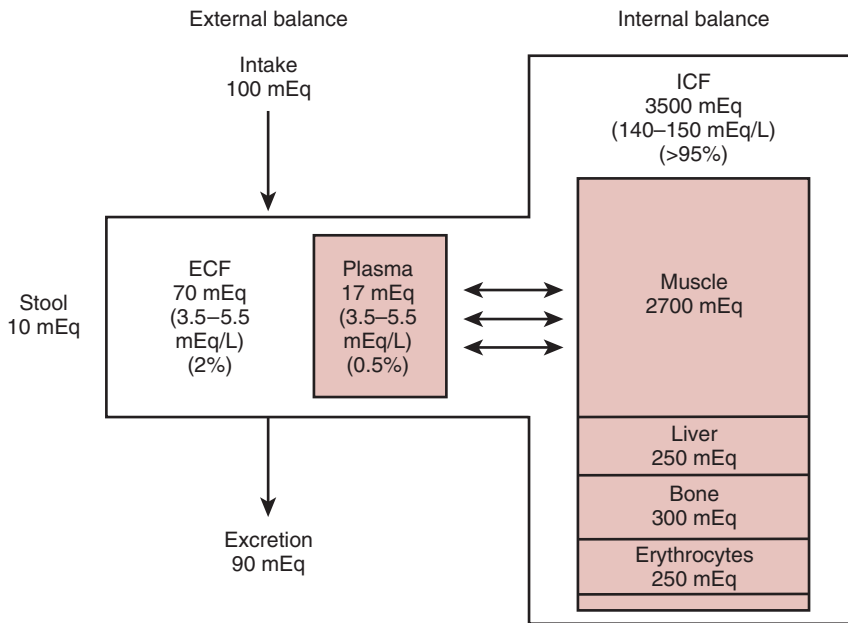 External balance
Internal balance
Intake
100 mEq
ICF
3500 mEq
(140–150 mEq/L)
(>95%)
Stool
10 mEq
ECF
70 mEq
(3.5–5.5
mEq/L)
(2%)
Plasma
17 mEq
(3.5–5.5
mEq/L)
(0.5%)
Muscle
2700 mEq
Liver
250 mEq
Bone
300 mEq
Erythrocytes
250 mEq
Excretion
90 mEq